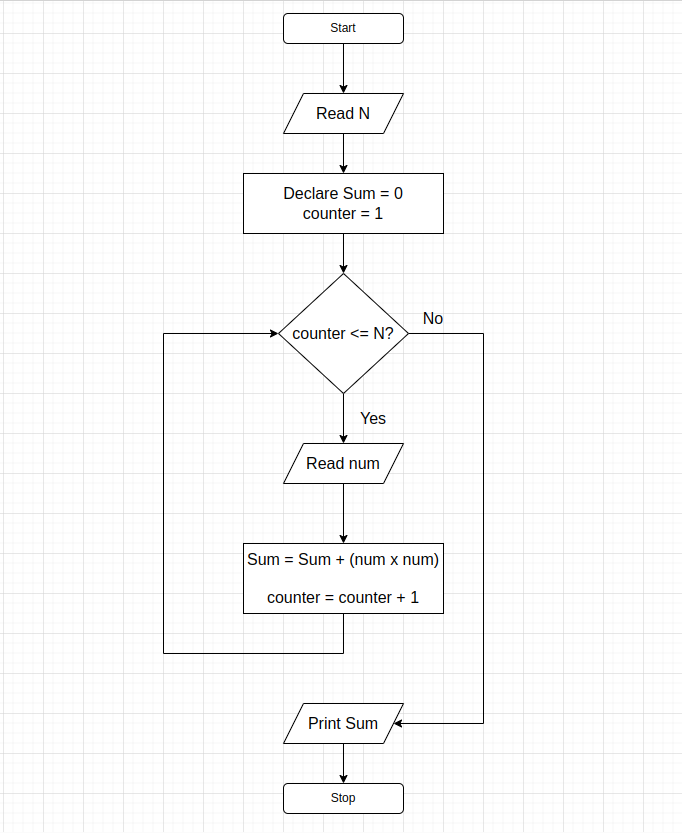 Start
Read N
Declare Sum = 0
counter = 1
counter <= N?
No
Yes
Read num
Sum = Sum + (num x num)
counter = counter + 1
Print Sum
Stop